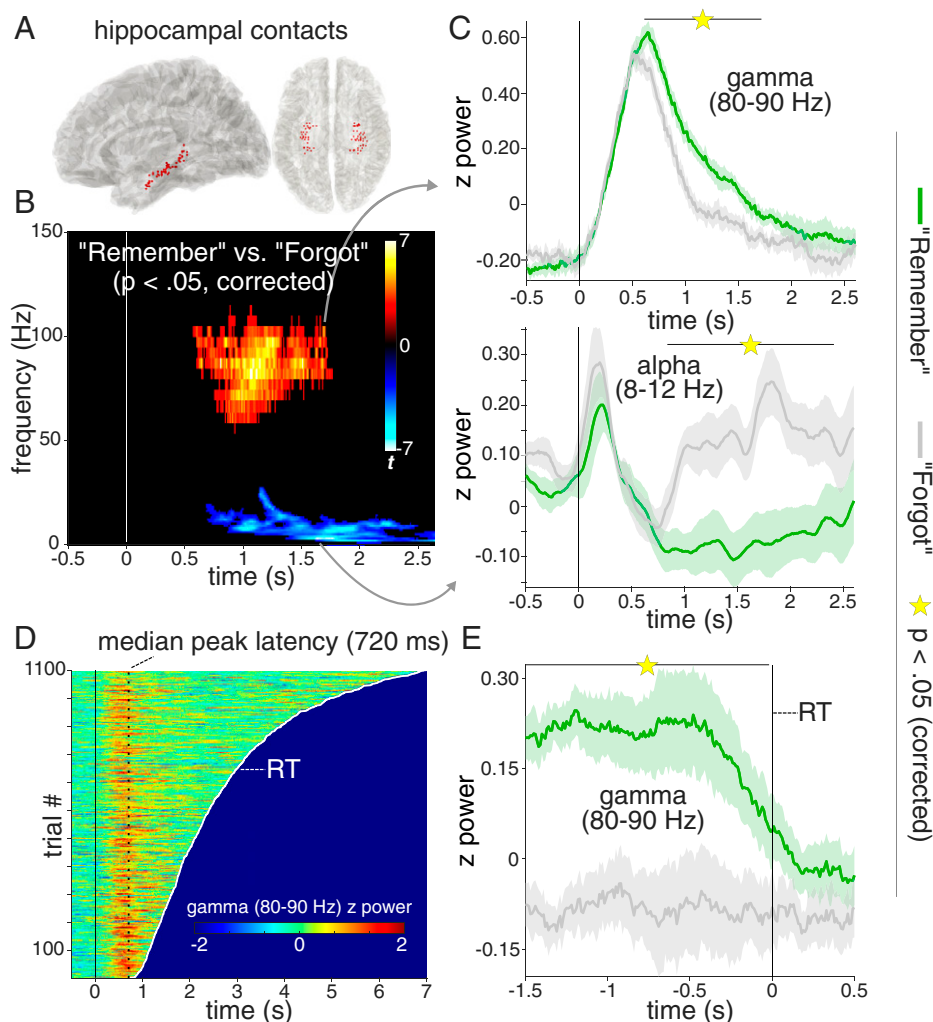 A
hippocampal contacts
B
150
100
50
0
frequency (Hz)
"Remember" vs. "Forgot"
(p < .05, corrected)
7
0
-7
t
-0.5 0 0.5 1 1.5 2 2.5
time (s)
C
0.60
0.40
0.20
0
-0.20
z power
gamma
(80-90 Hz)
-0.5 0 0.5 1 1.5 2 2.5
time (s)
0.30
0.20
0.10
0
-0.10
z power
alpha
(8-12 Hz)
-0.5 0 0.5 1 1.5 2 2.5
time (s)
D
median peak latency (720 ms)
1100
100
trial #
RT
gamma (80-90 Hz) z power
-2 0 2
0 1 2 3 4 5 6 7
time (s)
E
0.30
0.15
0
-0.15
z power
RT
gamma
(80-90 Hz)
-1.5 -1 -0.5 0 0.5
time (s)
"Remember"
"Forgot"
p < .05 (corrected)